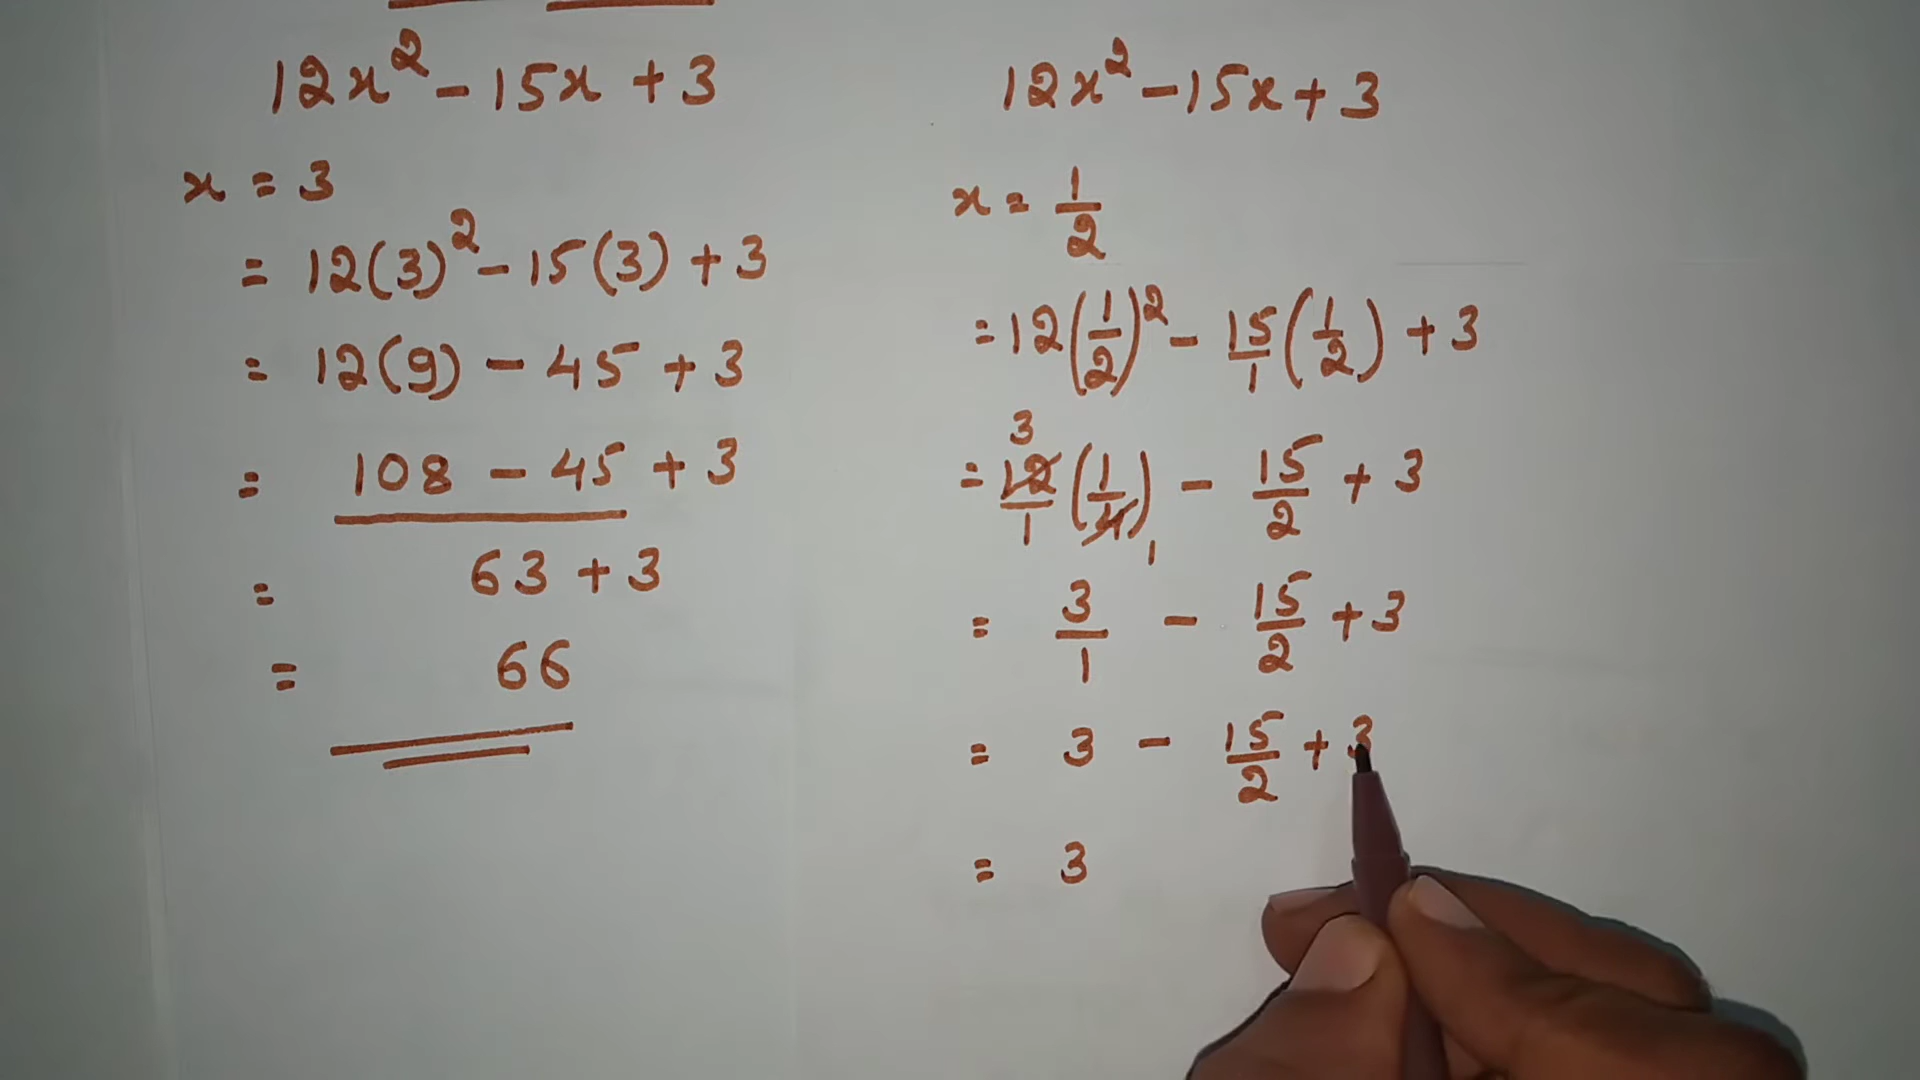 12x² - 15x + 3
x = 3
= 12(3)² - 15(3) + 3
= 12(9) - 45 + 3
= 108 - 45 + 3
= 63 + 3
= 66
12x² - 15x + 3
x = 1/2
= 12(1/2)² - 15/1(1/2) + 3
3
= 12/1(1/4) - 15/2 + 3
1
= 3/1 - 15/2 + 3
= 3 - 15/2 + 3
= 3